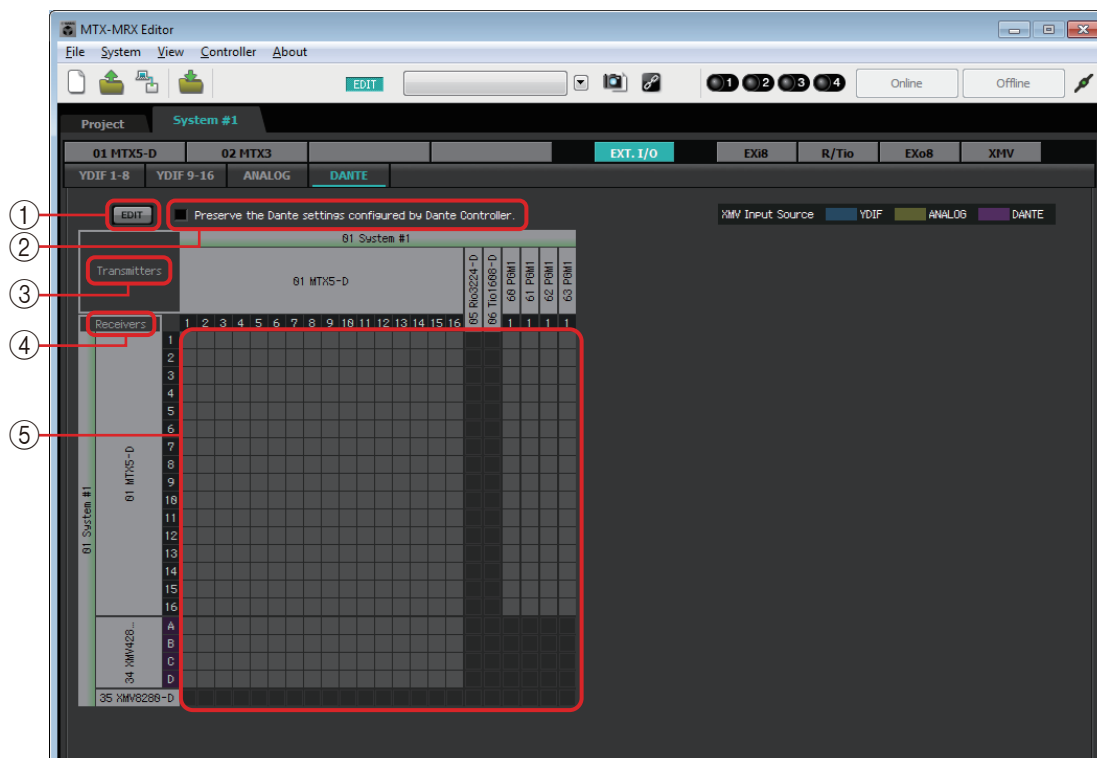 MTX-MRX Editor
File System View Controller About
EDIT 1 2 3 4 Online Offline
Project System #1
01 MTX5-D 02 MTX3 EXT. I/O EXi8 R/Tio EXo8 XMV
YDIF 1-8 YDIF 9-16 ANALOG DANTE
① EDIT Preserve the Dante settings configured by Dante Controller. XMV Input Source YDIF ANALOG DANTE
②
01 System #1
Transmitters 01 MTX5-D 05 Rio3224-D 06 Tio1608-D 60 PGM1 61 PGM1 62 PGM1 63 PGM1
③
Receivers 1 2 3 4 5 6 7 8 9 10 11 12 13 14 15 16 1 1 1 1
④
01 System #1
01 MTX5-D
1
2
3
4
5
6
⑤
7
8
9
10
11
12
13
14
15
16
34 XMV428...
A
B
C
D
35 XMV8280-D